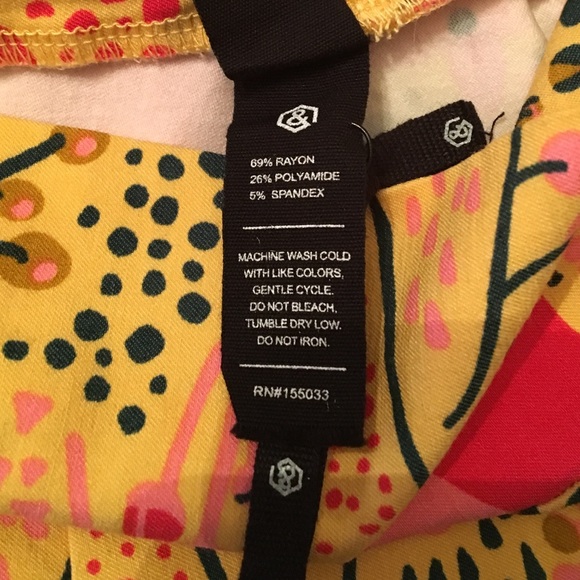 &
&
69% RAYON
26% POLYAMIDE
5% SPANDEX
MACHINE WASH COLD
WITH LIKE COLORS,
GENTLE CYCLE.
DO NOT BLEACH,
TUMBLE DRY LOW.
DO NOT IRON.
RN#155033
&